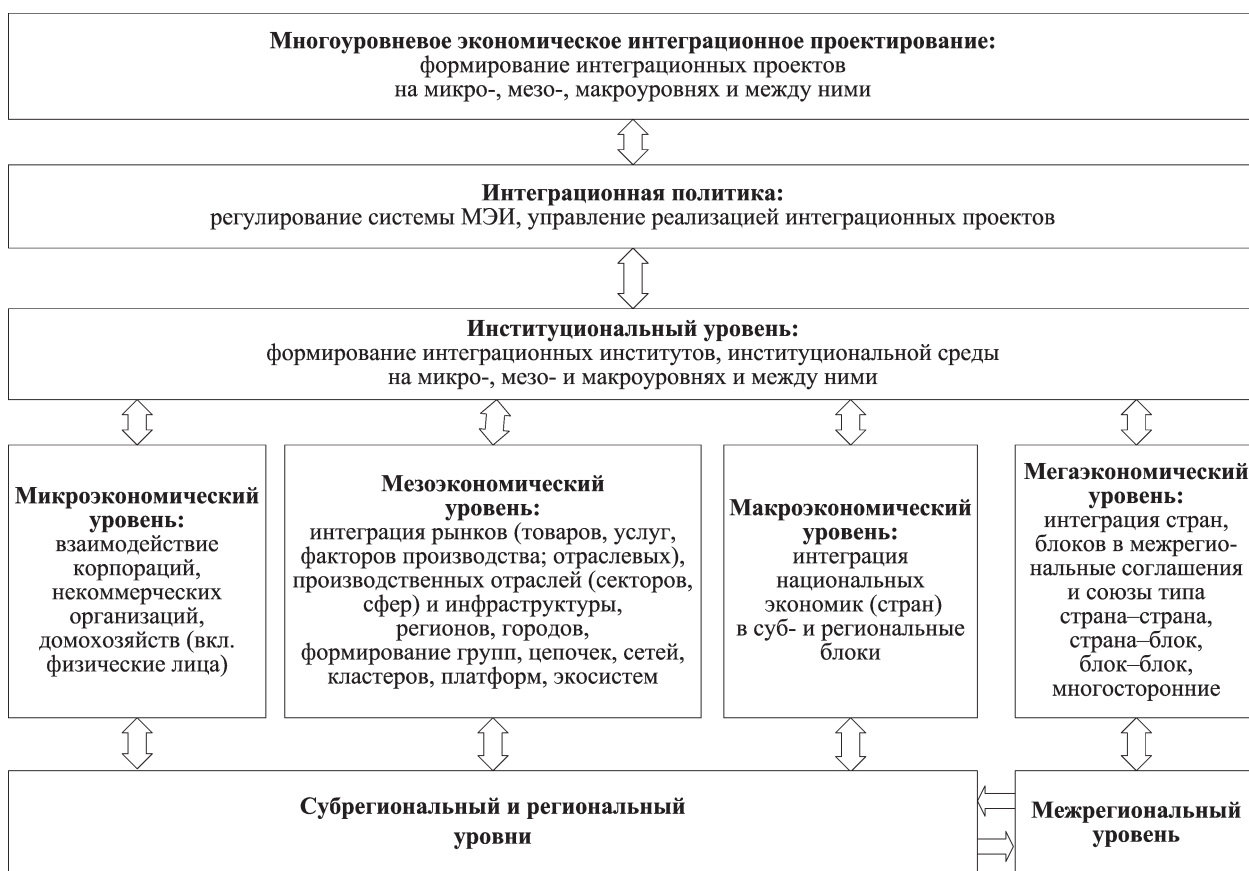 Многоуровневое экономическое интеграционное проектирование:
формирование интеграционных проектов
на микро-, мезо-, макроуровнях и между ними
Интеграционная политика:
регулирование системы МЭИ, управление реализацией интеграционных проектов
Институциональный уровень:
формирование интеграционных институтов, институциональной среды
на микро-, мезо- и макроуровнях и между ними
Микроэкономический
уровень:
взаимодействие
корпораций,
некоммерческих
организаций,
домохозяйств (вкл.
физические лица)
Мезоэкономический
уровень:
интеграция рынков (товаров, услуг,
факторов производства; отраслевых),
производственных отраслей (секторов,
сфер) и инфраструктуры,
регионов, городов,
формирование групп, цепочек, сетей,
кластеров, платформ, экосистем
Макроэкономический
уровень:
интеграция
национальных
экономик (стран)
в суб- и региональные
блоки
Мегаэкономический
уровень:
интеграция стран,
блоков в межрегио-
нальные соглашения
и союзы типа
страна–страна,
страна–блок,
блок–блок,
многосторонние
Субрегиональный и региональный
уровни
Межрегиональный
уровень